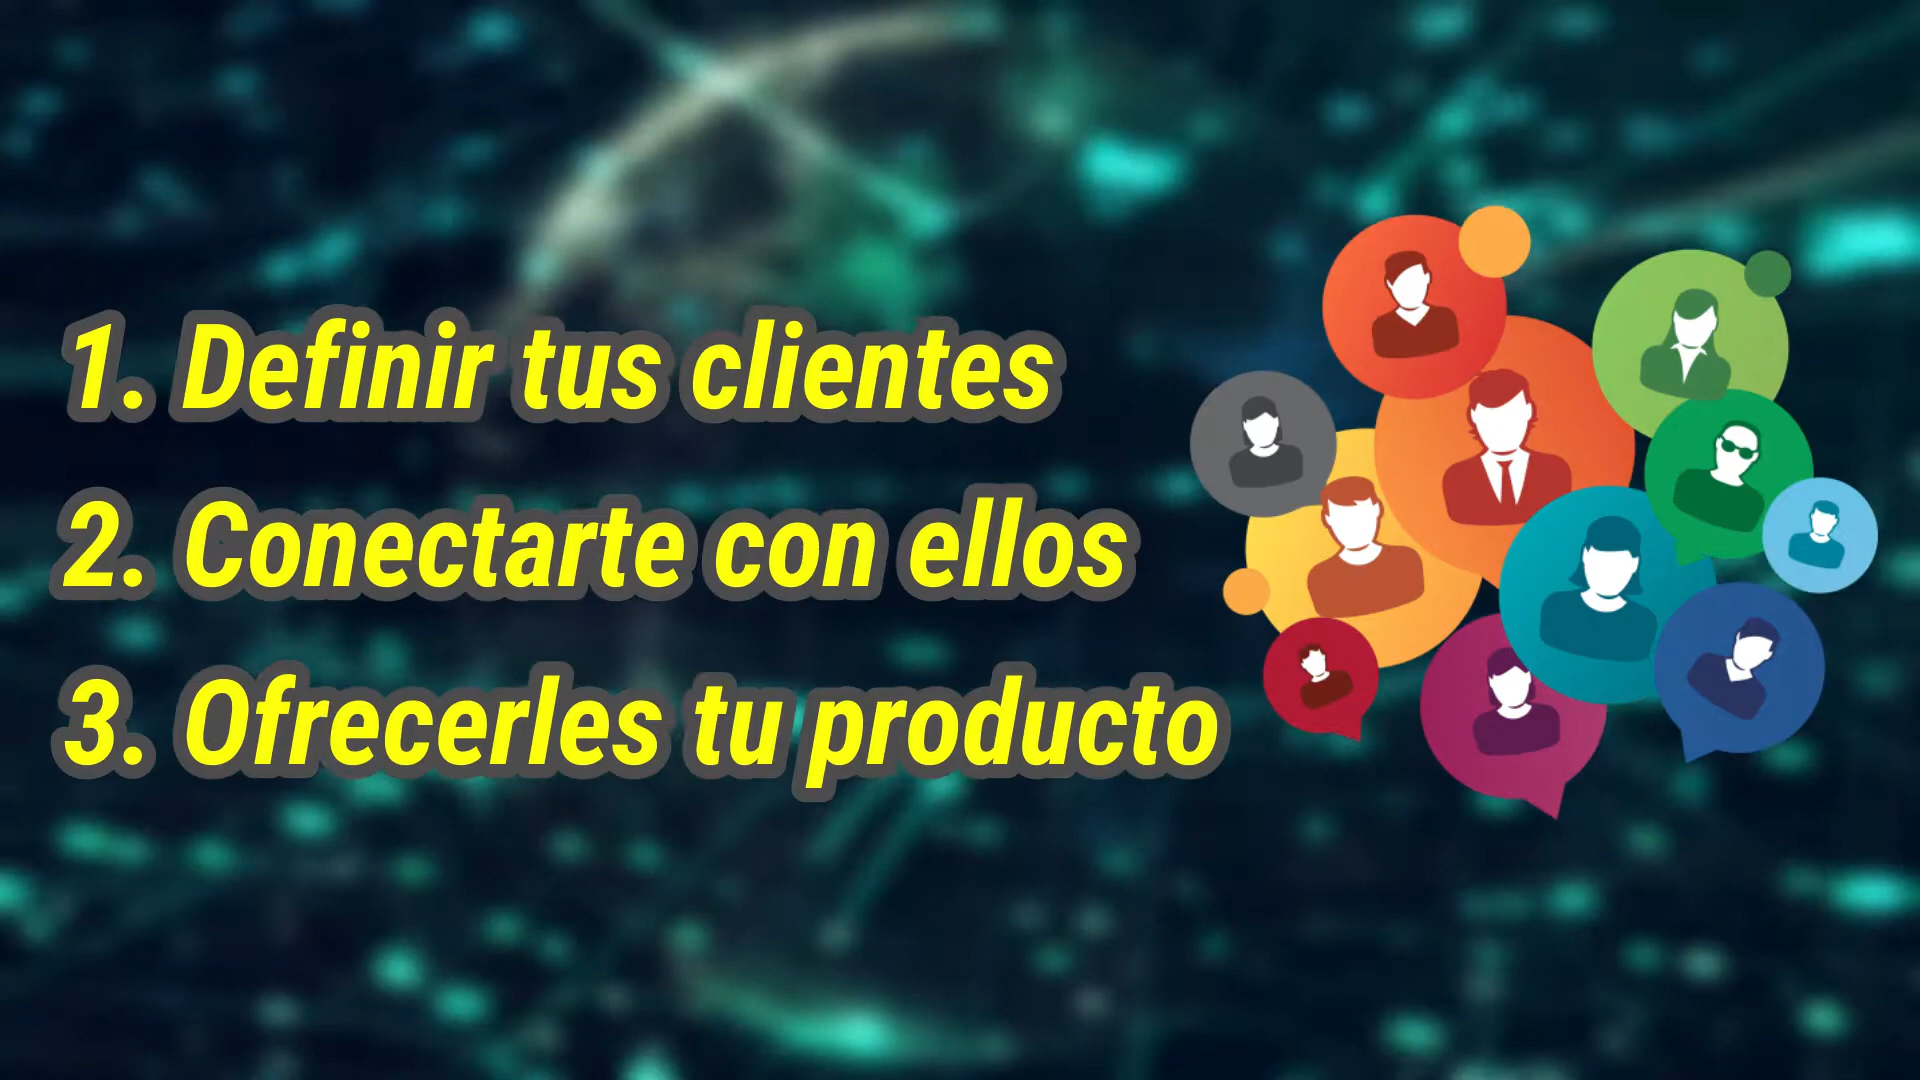 1. Definir tus clientes
2. Conectarte con ellos
3. Ofrecerles tu producto